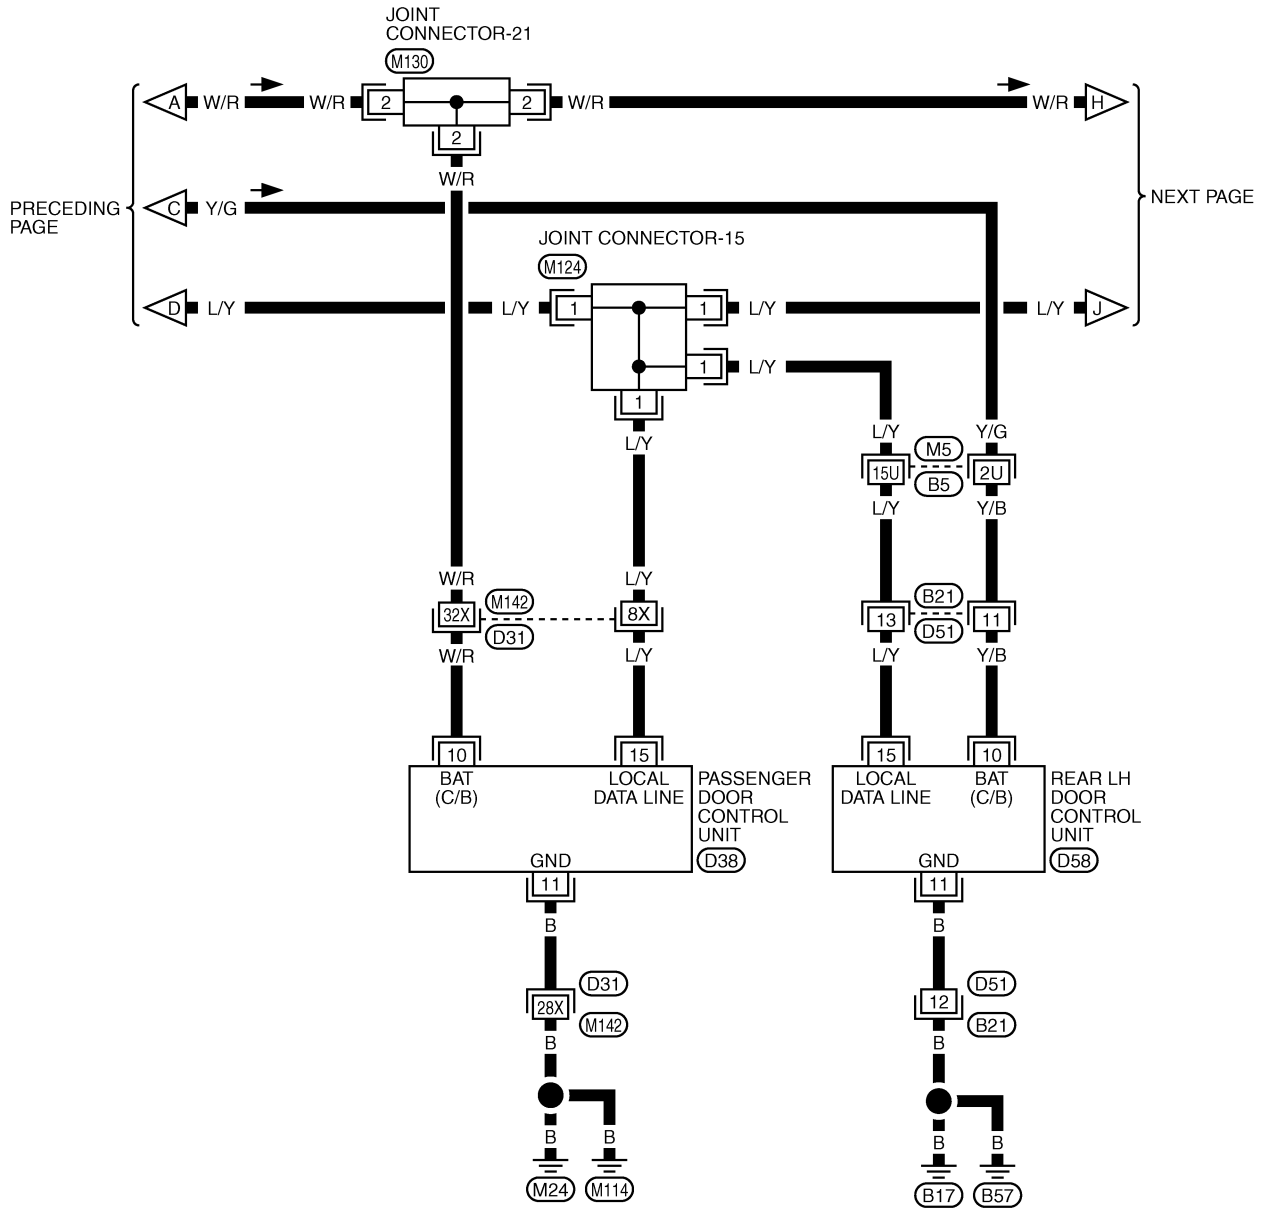 JOINT
CONNECTOR-21
M130
A W/R W/R 2 2 W/R W/R H
2
W/R
PRECEDING
PAGE
C Y/G
NEXT PAGE
JOINT CONNECTOR-15
M124
D L/Y L/Y 1 1 L/Y L/Y J
1 L/Y
1
L/Y
L/Y Y/G
M5
15U 2U
B5
L/Y Y/B
W/R L/Y
M142 B21
32X 8X 13 11
D31 D51
W/R L/Y L/Y Y/B
10 15 15 10
BAT
(C/B)
LOCAL
DATA LINE
PASSENGER
DOOR
CONTROL
UNIT
D38
LOCAL
DATA LINE
BAT
(C/B)
REAR LH
DOOR
CONTROL
UNIT
D58
GND GND
11 11
B B
D31 D51
28X 12
M142 B21
B B
B B B B
M24 M114 B17 B57